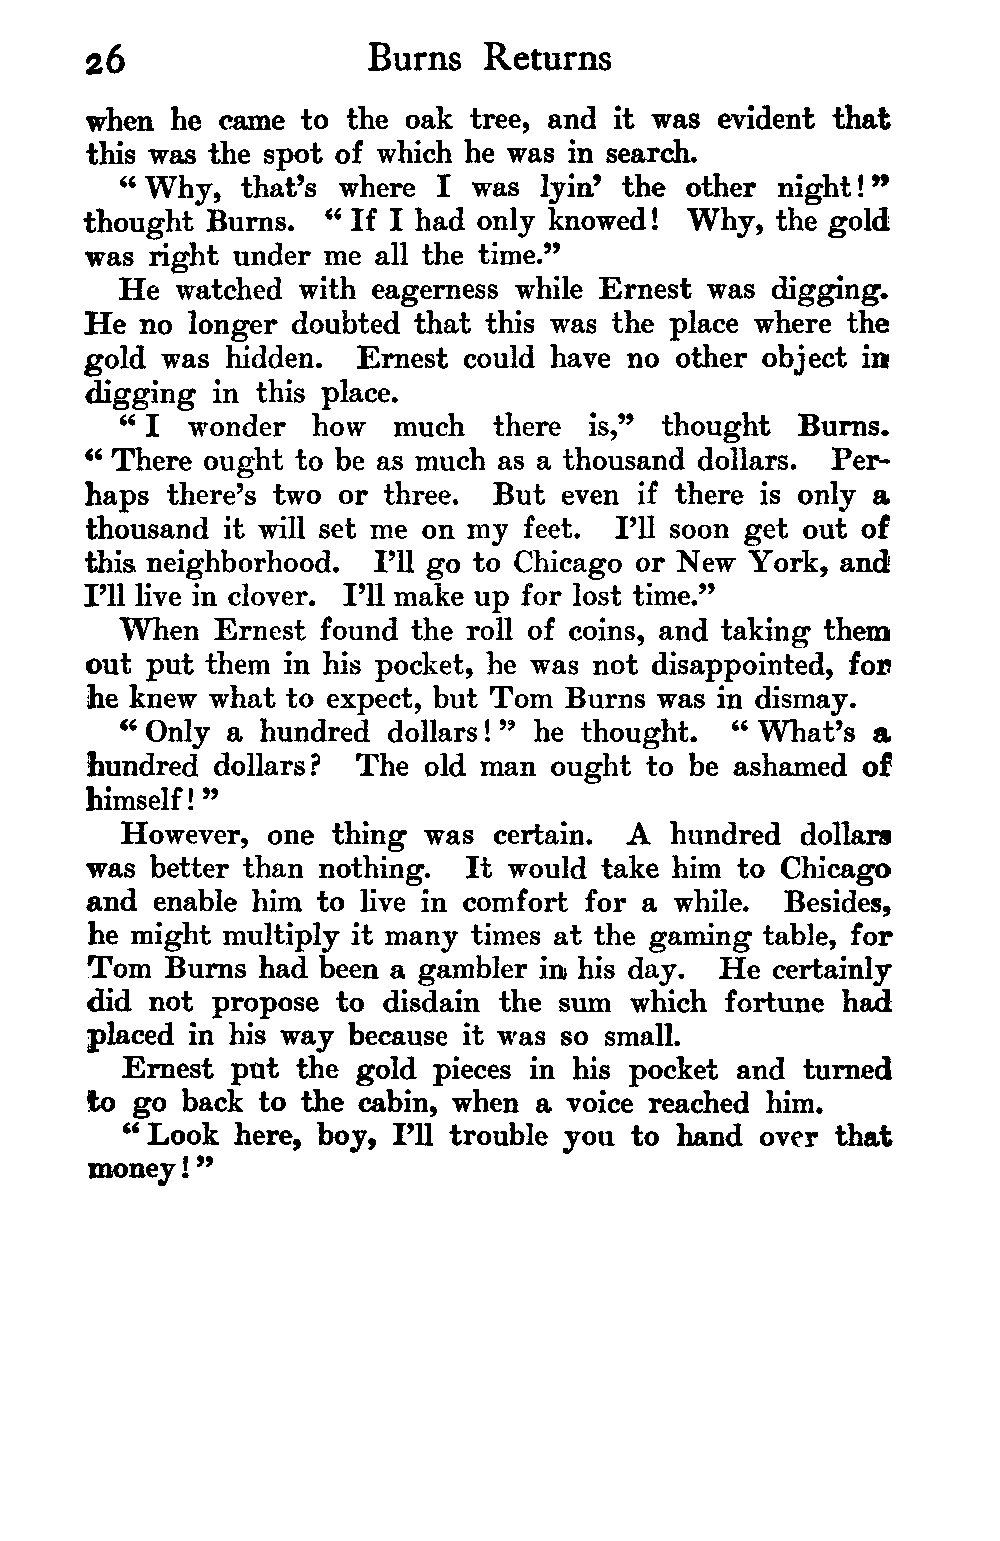 26 Burns Returns
when he came to the oak tree, and it was evident that
this was the spot of which he was in search.
“Why, that’s where I was lyin’ the other night!”
thought Burns. “If I had only knowed! Why, the gold
was right under me all the time.”
He watched with eagerness while Ernest was digging.
He no longer doubted that this was the place where the
gold was hidden. Ernest could have no other object in
digging in this place.
“I wonder how much there is,” thought Burns.
“There ought to be as much as a thousand dollars. Per-
haps there’s two or three. But even if there is only a
thousand it will set me on my feet. I’ll soon get out of
this neighborhood. I’ll go to Chicago or New York, and
I’ll live in clover. I’ll make up for lost time.”
When Ernest found the roll of coins, and taking them
out put them in his pocket, he was not disappointed, for
he knew what to expect, but Tom Burns was in dismay.
“Only a hundred dollars!” he thought. “What’s a
hundred dollars? The old man ought to be ashamed of
himself!”
However, one thing was certain. A hundred dollars
was better than nothing. It would take him to Chicago
and enable him to live in comfort for a while. Besides,
he might multiply it many times at the gaming table, for
Tom Burns had been a gambler in his day. He certainly
did not propose to disdain the sum which fortune had
placed in his way because it was so small.
Ernest put the gold pieces in his pocket and turned
to go back to the cabin, when a voice reached him.
“Look here, boy, I’ll trouble you to hand over that
money!”